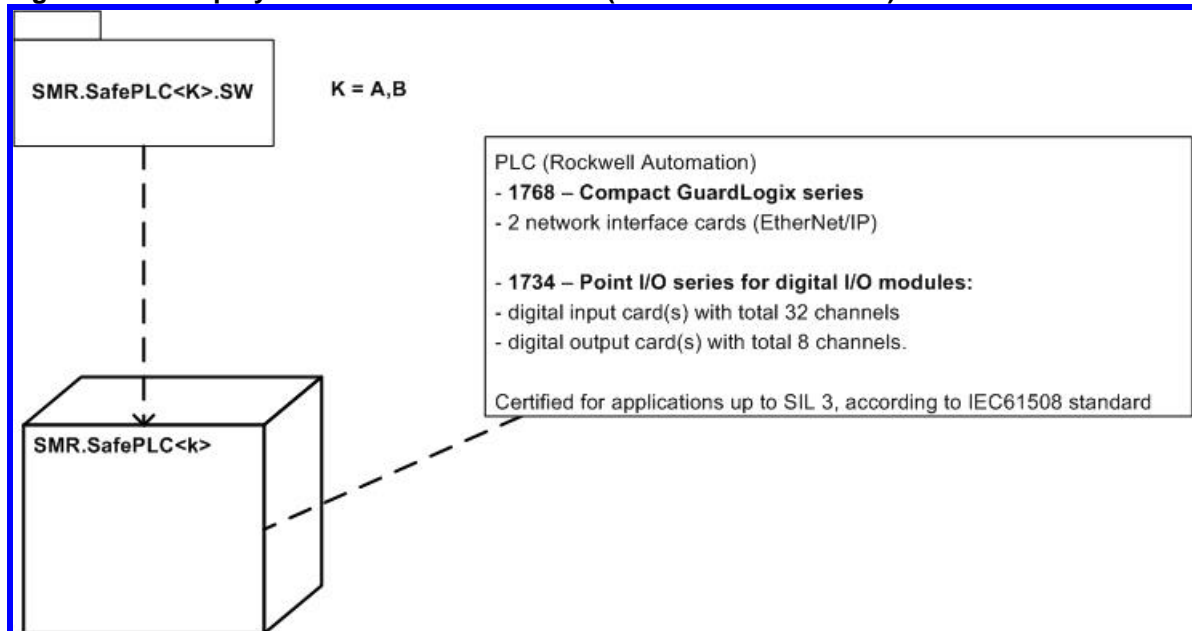 SMR.SafePLC<K>.SW
K = A,B
PLC (Rockwell Automation)
- 1768 – Compact GuardLogix series
- 2 network interface cards (EtherNet/IP)
- 1734 – Point I/O series for digital I/O modules:
- digital input card(s) with total 32 channels
- digital output card(s) with total 8 channels.
Certified for applications up to SIL 3, according to IEC61508 standard
SMR.SafePLC<k>